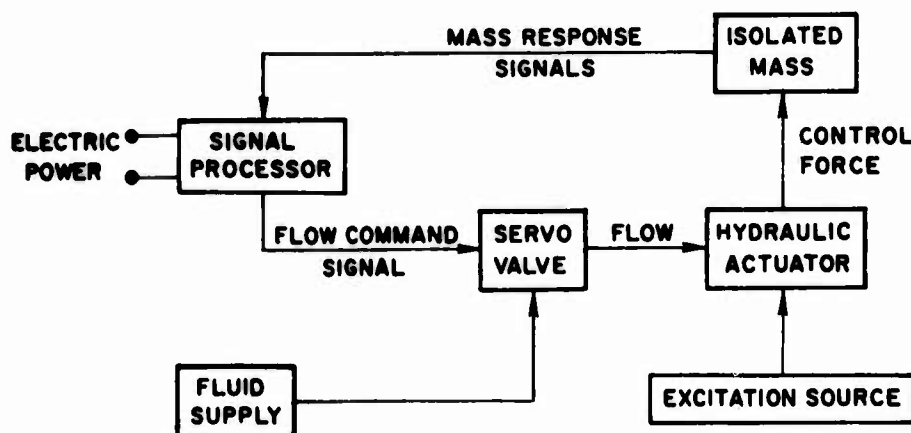 MASS RESPONSE
SIGNALS
ISOLATED
MASS
ELECTRIC
POWER
SIGNAL
PROCESSOR
CONTROL
FORCE
FLOW COMMAND
SIGNAL
SERVO
VALVE
FLOW
HYDRAULIC
ACTUATOR
FLUID
SUPPLY
EXCITATION SOURCE